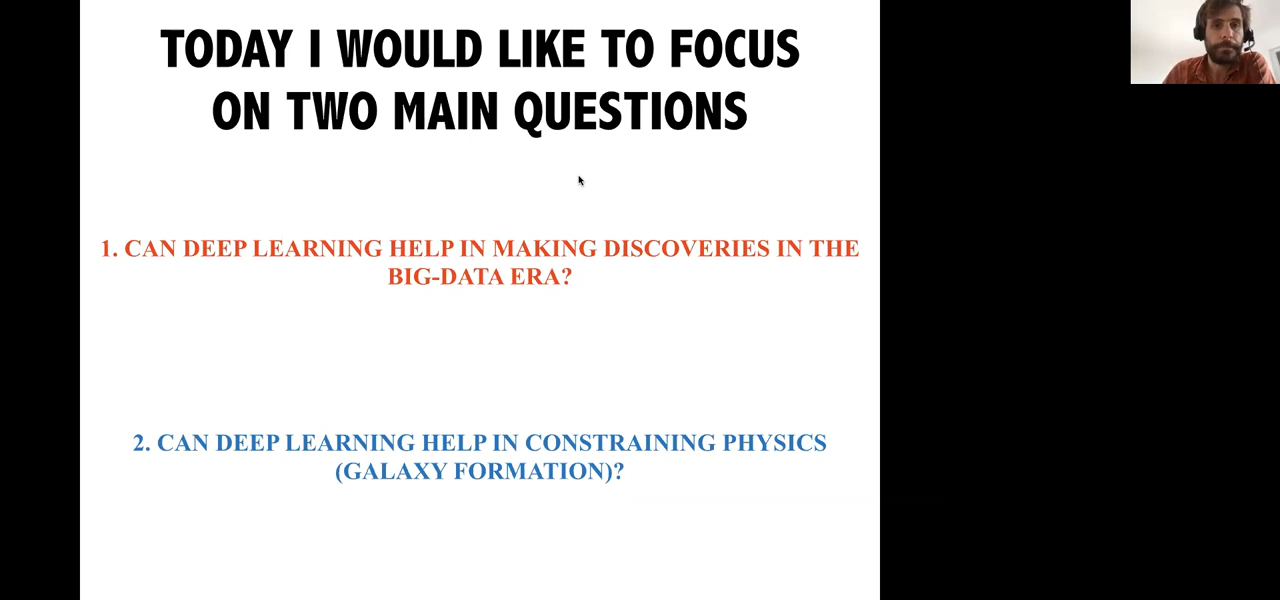 TODAY I WOULD LIKE TO FOCUS
ON TWO MAIN QUESTIONS
1. CAN DEEP LEARNING HELP IN MAKING DISCOVERIES IN THE
BIG-DATA ERA?
2. CAN DEEP LEARNING HELP IN CONSTRAINING PHYSICS
(GALAXY FORMATION)?